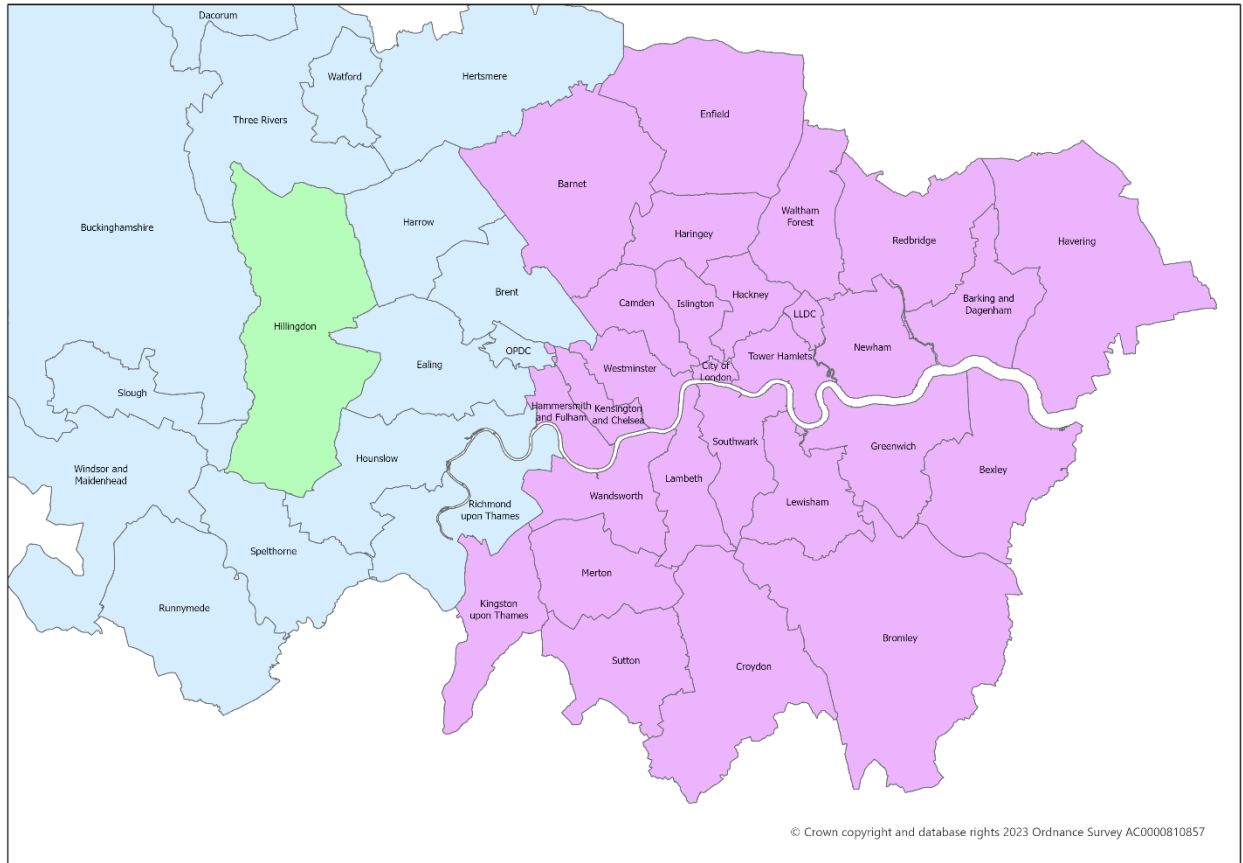 Dacorum
Watford
Hertsmere
Three Rivers
Enfield
Barnet
Buckinghamshire
Harrow
Haringey
Waltham
Forest
Redbridge
Havering
Brent
Camden
Islington
Hackney
LLDC
Barking and
Dagenham
Hillingdon
OPDC
Ealing
Westminster
City of
London
Tower Hamlets
Newham
Slough
Hammersmith
and Fulham
Kensington
and Chelsea
Windsor and
Maidenhead
Hounslow
Southwark
Greenwich
Bexley
Richmond
upon Thames
Wandsworth
Lambeth
Lewisham
Spelthorne
Merton
Runnymede
Kingston
upon Thames
Sutton
Croydon
Bromley
© Crown copyright and database rights 2023 Ordnance Survey AC0000810857